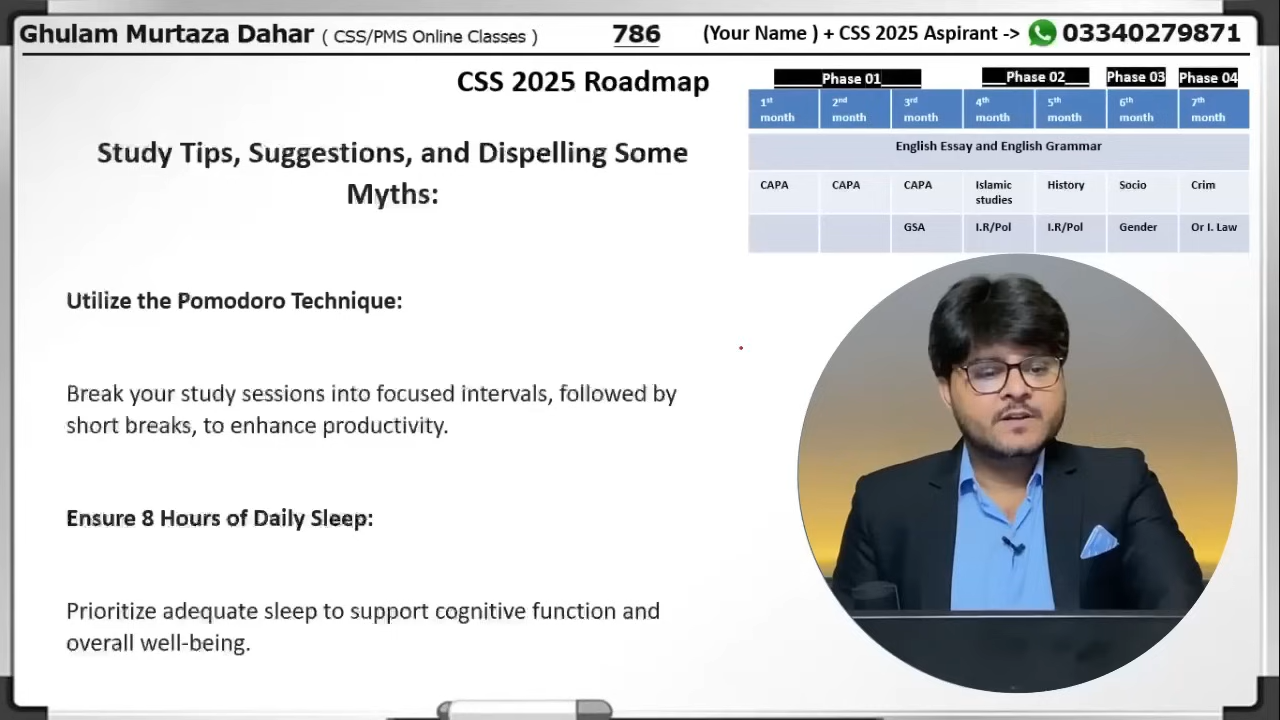 Ghulam Murtaza Dahar ( CSS/PMS Online Classes ) 786 (Your Name ) + CSS 2025 Aspirant -> 03340279871
CSS 2025 Roadmap
Study Tips, Suggestions, and Dispelling Some
Myths:
Utilize the Pomodoro Technique:
Break your study sessions into focused intervals, followed by
short breaks, to enhance productivity.
Ensure 8 Hours of Daily Sleep:
Prioritize adequate sleep to support cognitive function and
overall well-being.
Phase 01 Phase 02 Phase 03 Phase 04
1st month 2nd month 3rd month 4th month 5th month 6th month 7th month
English Essay and English Grammar
CAPA CAPA CAPA Islamic studies History Socio Crim
GSA I.R/Pol I.R/Pol Gender Or I. Law